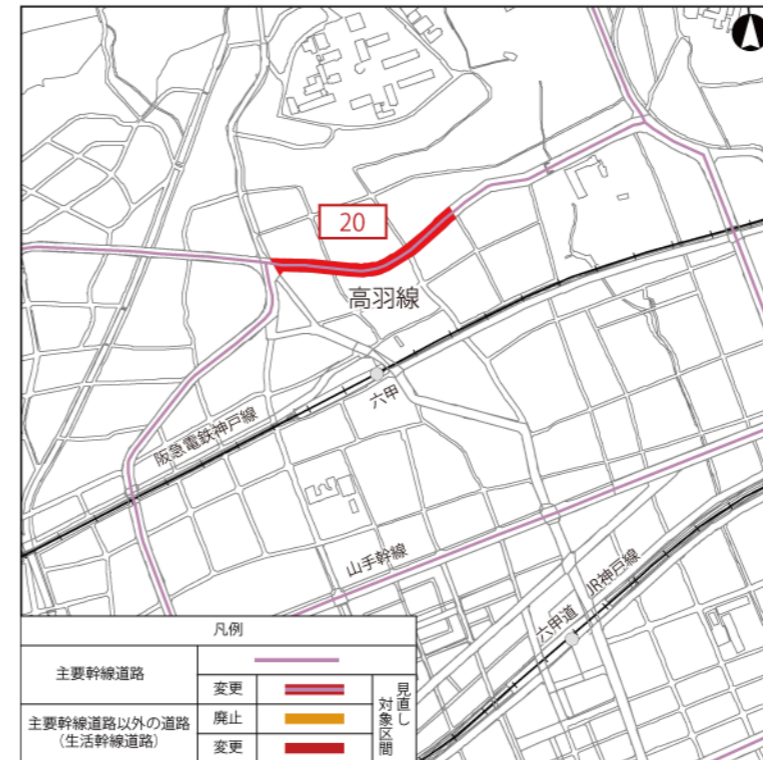 20
高羽線
六甲
阪急電鉄神戸線
山手幹線
JR神戸線
六甲道
凡例
主要幹線道路
変更
主要幹線道路以外の道路
（生活幹線道路）
廃止
変更
見直し
対象区間